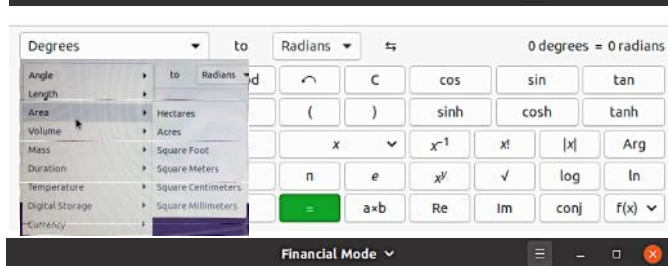 Degrees to Radians 0 degrees = 0 radians
Angle to Radians d C cos sin tan
Length
Area Hectares ( ) sinh cosh tanh
Volume Acres
Mass Square Foot x x-1 x! |x| Arg
Duration Square Meters π e xy √ log ln
Temperature Square Centimeters
Digital Storage Square Millimeters = a×b Re Im conj f(x)
Currency
Financial Mode